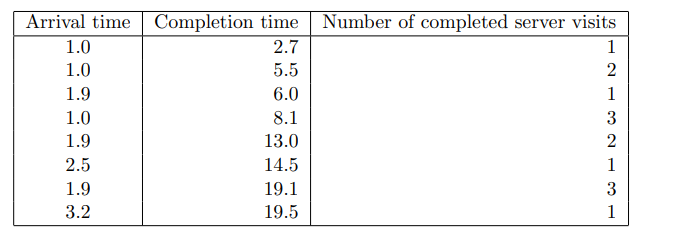 Arrival time Completion time Number of completed server visits
1.0 2.7 1
1.0 5.5 2
1.9 6.0 1
1.0 8.1 3
1.9 13.0 2
2.5 14.5 1
1.9 19.1 3
3.2 19.5 1